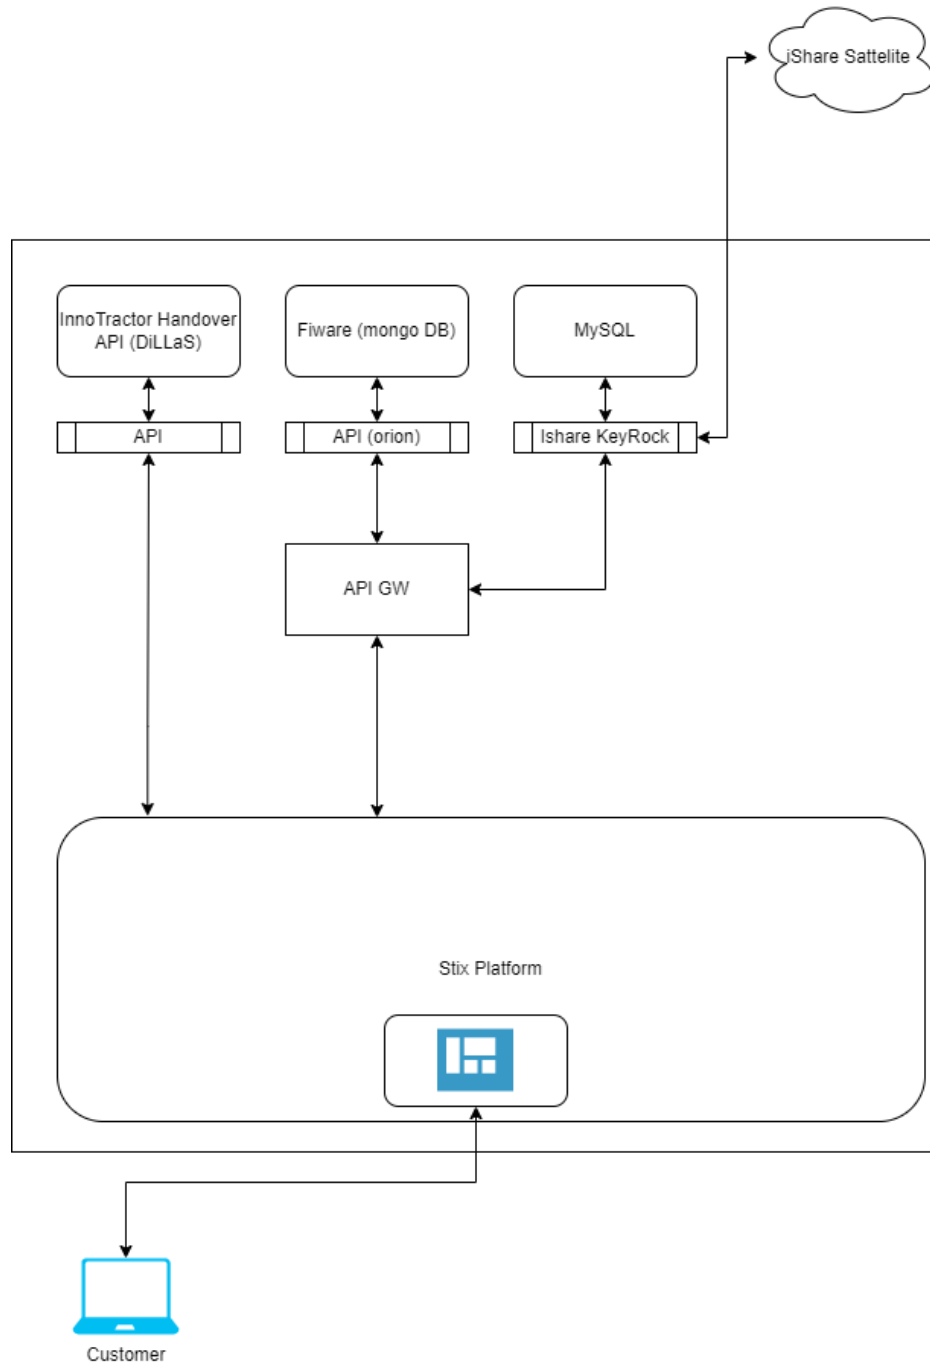 iShare Sattelite
InnoTractor Handover
API (DiLLaS)
Fiware (mongo DB)
MySQL
API
API (orion)
Ishare KeyRock
API GW
Stix Platform
Customer